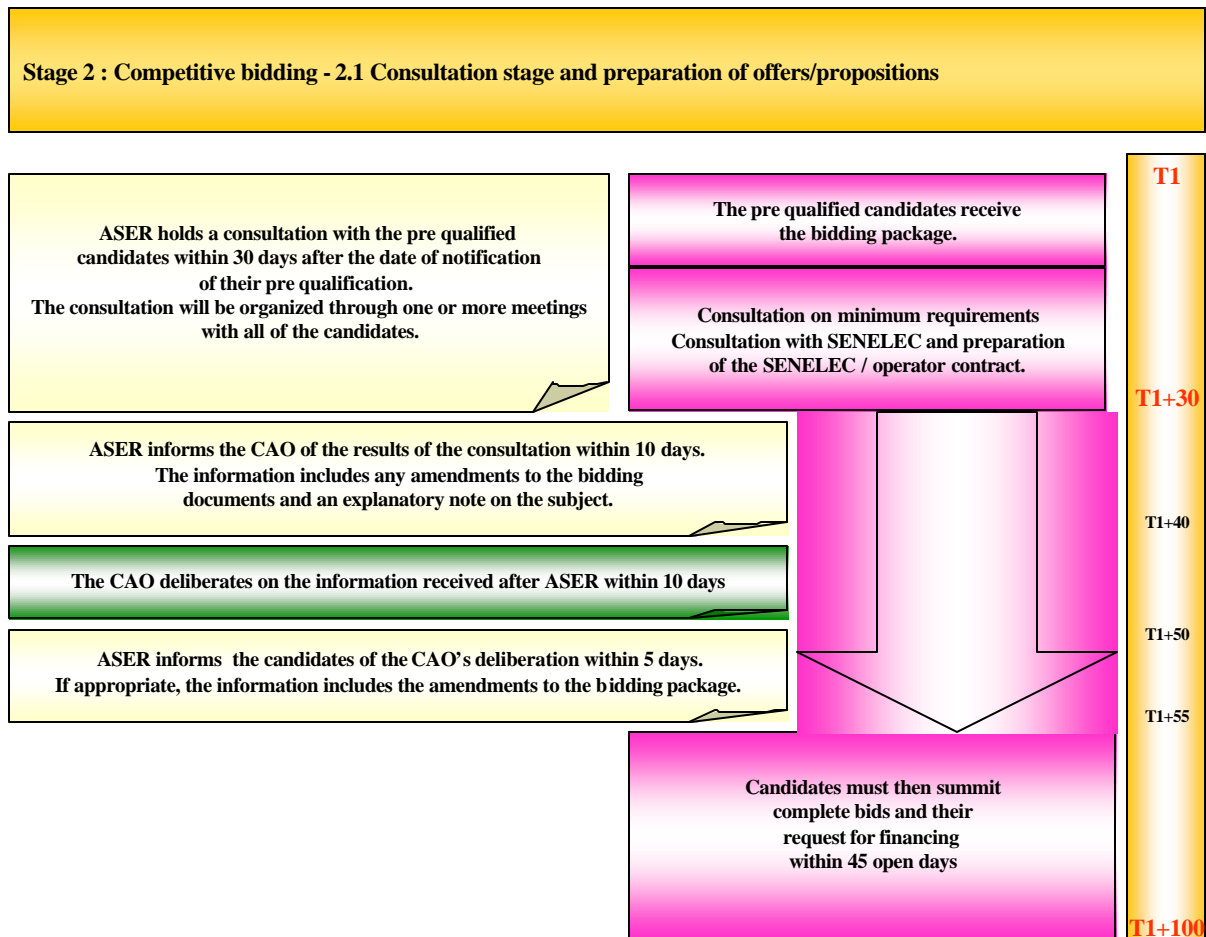 Stage 2 : Competitive bidding - 2.1 Consultation stage and preparation of offers/propositions
ASER holds a consultation with the pre qualified
candidates within 30 days after the date of notification
of their pre qualification.
The consultation will be organized through one or more meetings
with all of the candidates.
The pre qualified candidates receive
the bidding package.
Consultation on minimum requirements
Consultation with SENELEC and preparation
of the SENELEC / operator contract.
ASER informs the CAO of the results of the consultation within 10 days.
The information includes any amendments to the bidding
documents and an explanatory note on the subject.
The CAO deliberates on the information received after ASER within 10 days
ASER informs the candidates of the CAO's deliberation within 5 days.
If appropriate, the information includes the amendments to the bidding package.
Candidates must then summit
complete bids and their
request for financing
within 45 open days
T1
T1+30
T1+40
T1+50
T1+55
T1+100